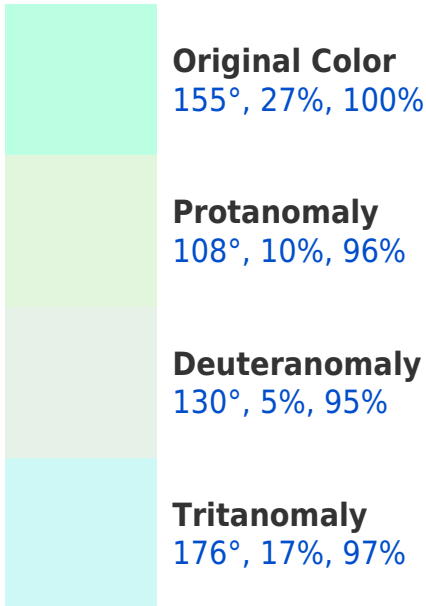 Original Color
155°, 27%, 100%
Protanomaly
108°, 10%, 96%
Deuteranomaly
130°, 5%, 95%
Tritanomaly
176°, 17%, 97%